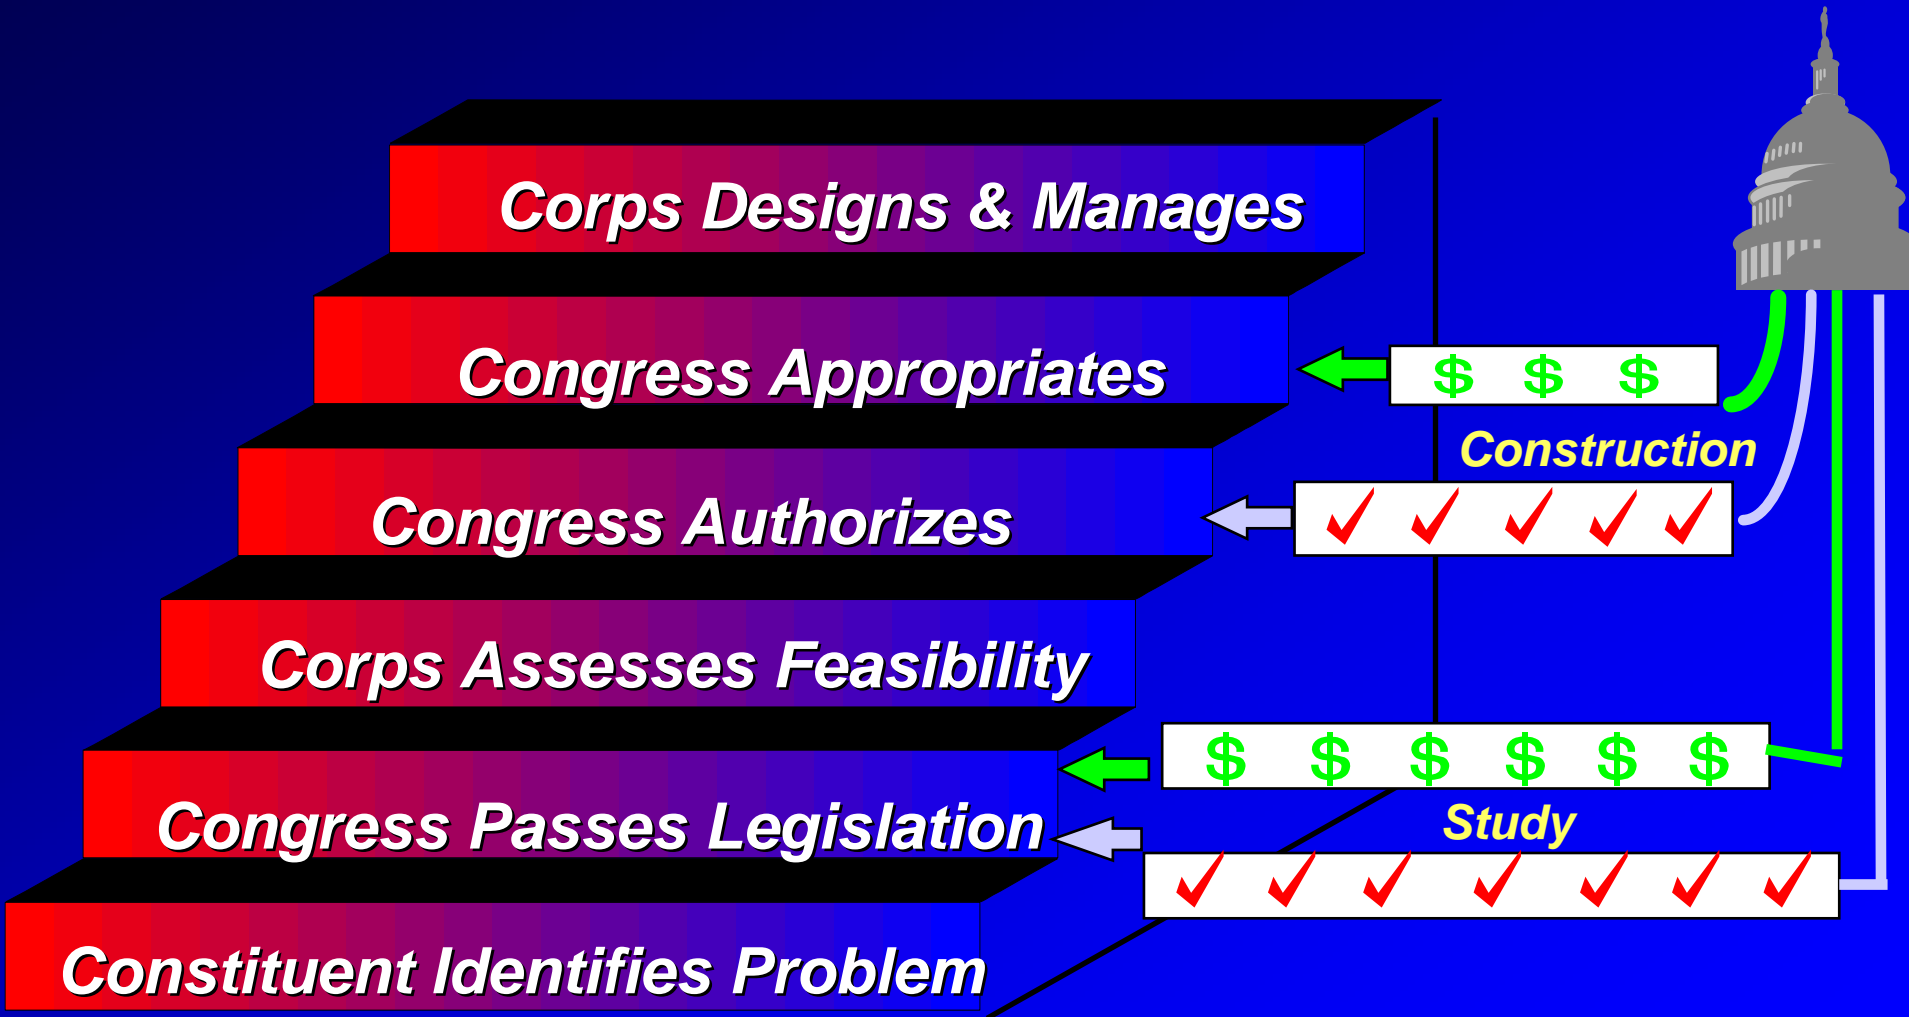 Corps Designs & Manages
Congress Appropriates
$ $ $
Construction
Congress Authorizes
Corps Assesses Feasibility
$ $ $ $ $ $
Congress Passes Legislation
Study
Constituent Identifies Problem